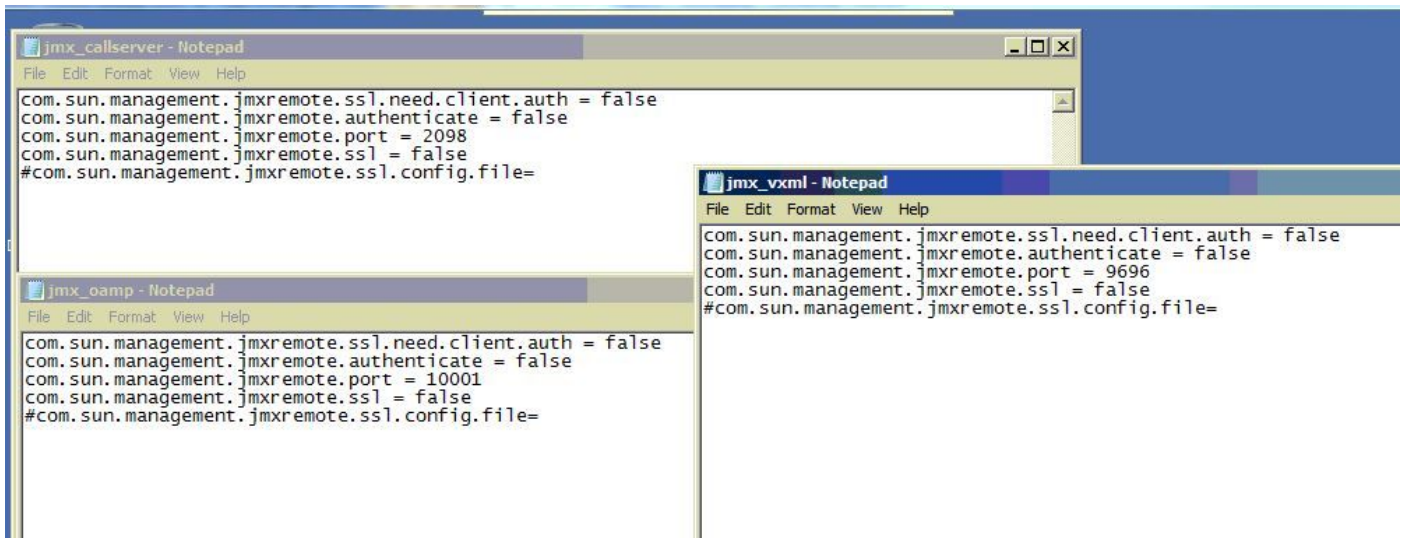 jmx_callserver - Notepad
File Edit Format View Help
com.sun.management.jmxremote.ssl.need.client.auth = false
com.sun.management.jmxremote.authenticate = false
com.sun.management.jmxremote.port = 2098
com.sun.management.jmxremote.ssl = false
#com.sun.management.jmxremote.ssl.config.file=
jmx_oamp - Notepad
File Edit Format View Help
com.sun.management.jmxremote.ssl.need.client.auth = false
com.sun.management.jmxremote.authenticate = false
com.sun.management.jmxremote.port = 10001
com.sun.management.jmxremote.ssl = false
#com.sun.management.jmxremote.ssl.config.file=
jmx_vxml - Notepad
File Edit Format View Help
com.sun.management.jmxremote.ssl.need.client.auth = false
com.sun.management.jmxremote.authenticate = false
com.sun.management.jmxremote.port = 9696
com.sun.management.jmxremote.ssl = false
#com.sun.management.jmxremote.ssl.config.file=